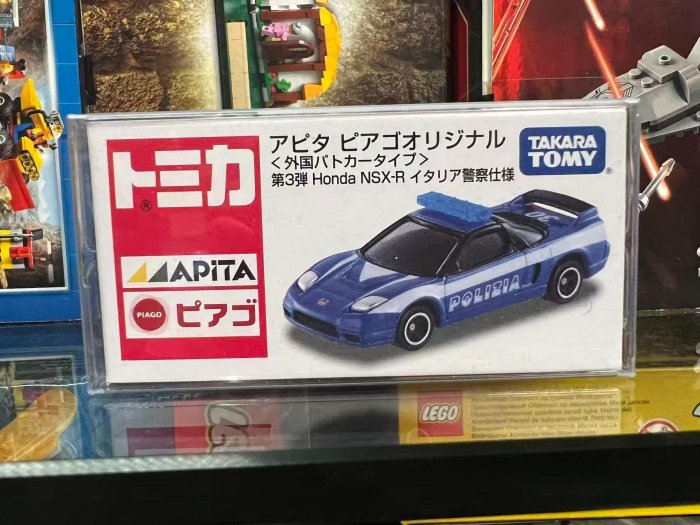 トミカ
®
アピタ ピアゴオリジナル
<外国パトカータイプ>
第3弾 Honda NSX-R イタリア警察仕様
TAKARA
TOMY
APiTA
PIAGO
ピアゴ
POLIZIA
LEGO